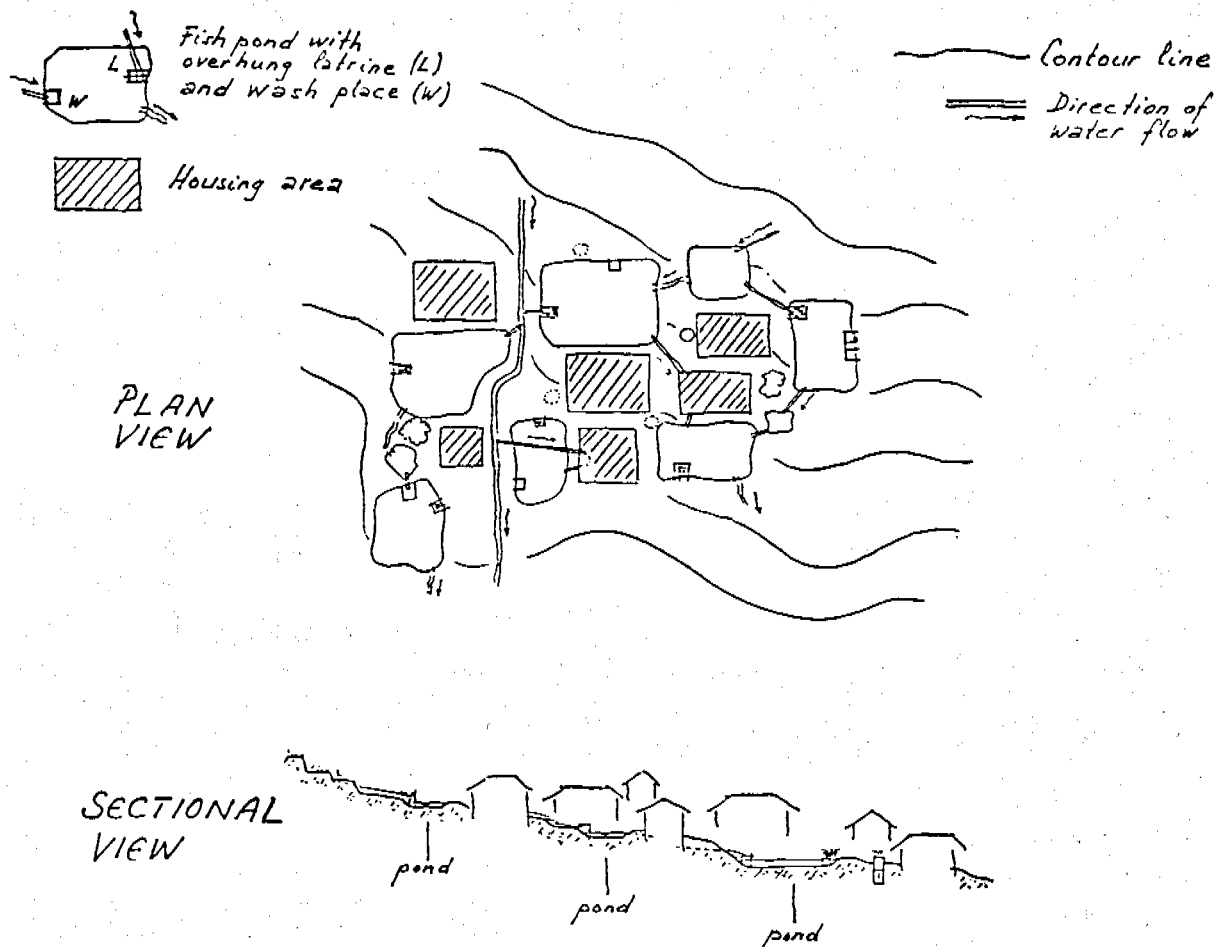 Fish pond with
overhung latrine (L)
and wash place (W)
L
W
Housing area
Contour line
Direction of
water flow
PLAN
VIEW
SECTIONAL
VIEW
pond
pond
pond